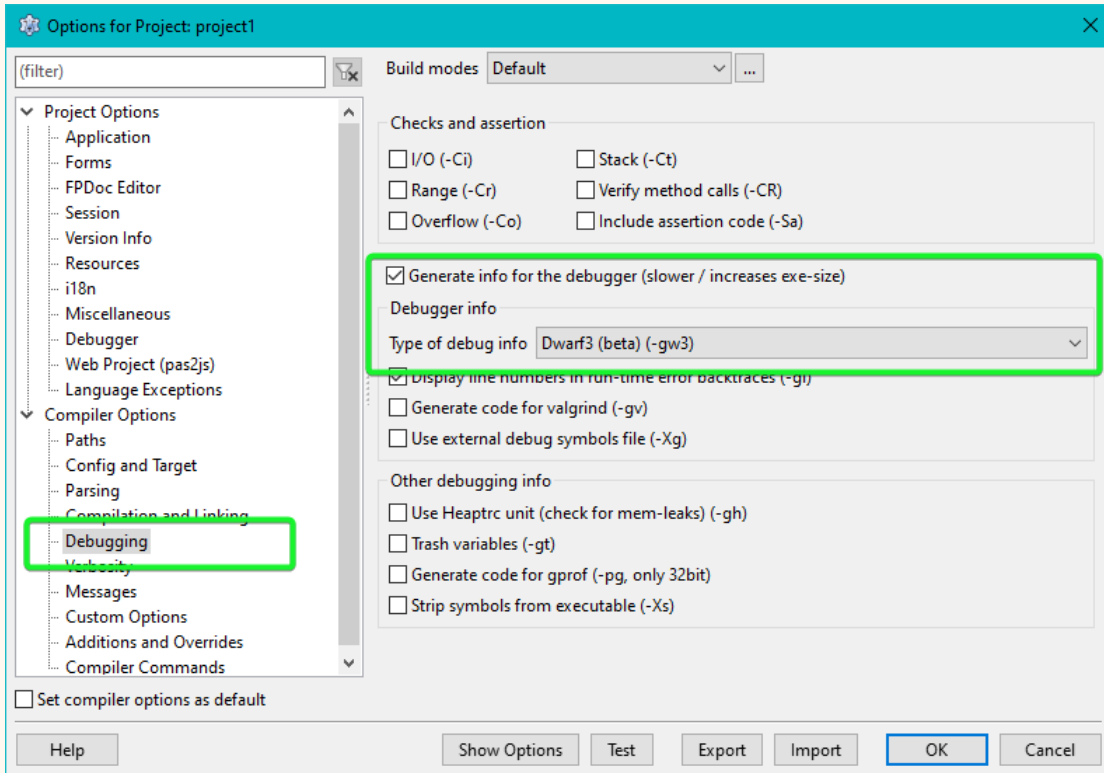 Options for Project: project1
(filter)
Build modes Default ...
Project Options
Application
Forms
FPDoc Editor
Session
Version Info
Resources
i18n
Miscellaneous
Debugger
Web Project (pas2js)
Language Exceptions
Compiler Options
Paths
Config and Target
Parsing
Compilation and Linking
Debugging
Verbosity
Messages
Custom Options
Additions and Overrides
Compiler Commands
Set compiler options as default
Checks and assertion
I/O (-Ci) Stack (-Ct)
Range (-Cr) Verify method calls (-CR)
Overflow (-Co) Include assertion code (-Sa)
Generate info for the debugger (slower / increases exe-size)
Debugger info
Type of debug info Dwarf3 (beta) (-gw3)
Display line numbers in run-time error backtraces (-gl)
Generate code for valgrind (-gv)
Use external debug symbols file (-Xg)
Other debugging info
Use Heaptrc unit (check for mem-leaks) (-gh)
Trash variables (-gt)
Generate code for gprof (-pg, only 32bit)
Strip symbols from executable (-Xs)
Help Show Options Test Export Import OK Cancel